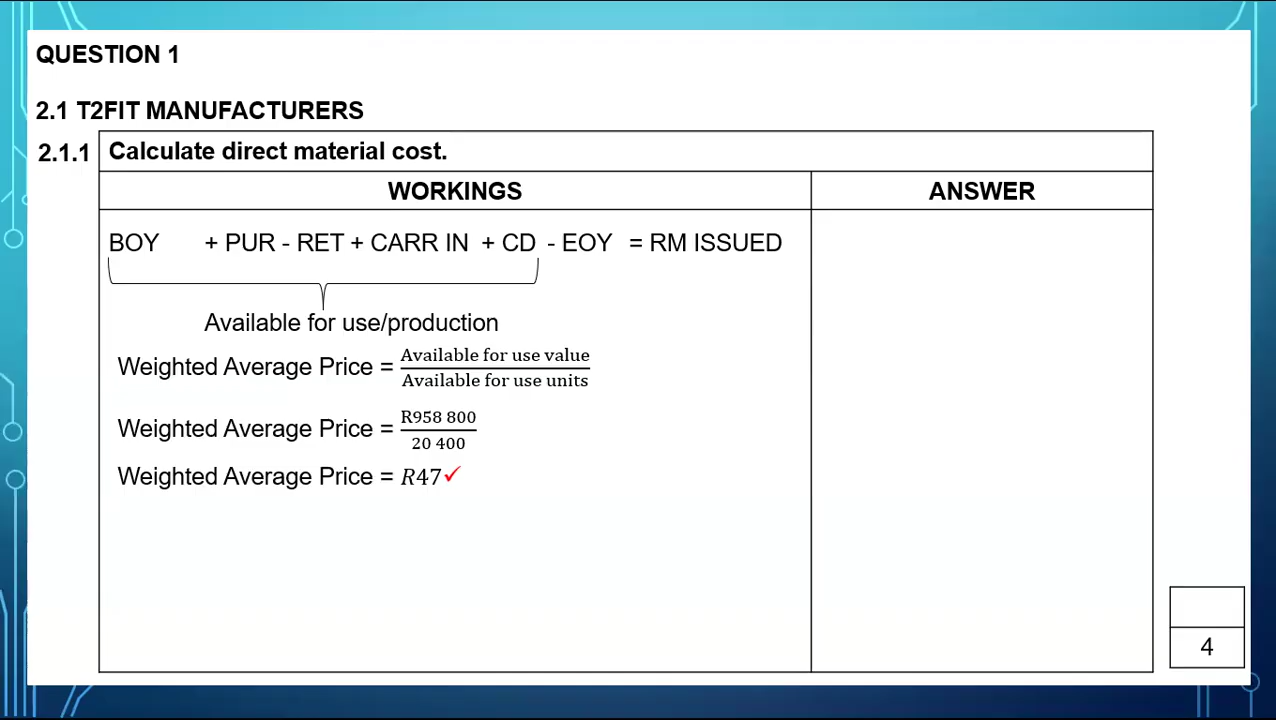 QUESTION 1
2.1 T2FIT MANUFACTURERS
2.1.1 Calculate direct material cost.
WORKINGS ANSWER
BOY + PUR - RET + CARR IN + CD - EOY = RM ISSUED
Available for use/production
Weighted Average Price = Available for use value / Available for use units
Weighted Average Price = R958 800 / 20 400
Weighted Average Price = R47✓
4